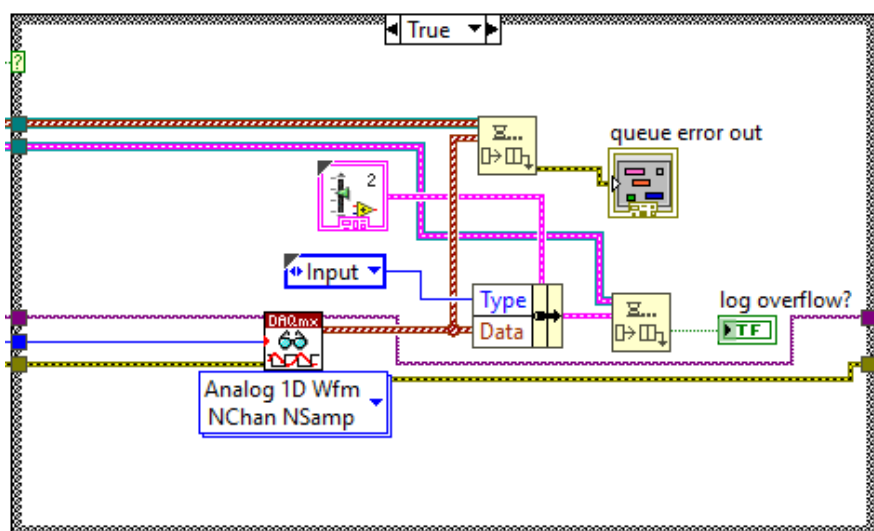 True
?
queue error out
2
Input
Type
Data
log overflow?
TF
DAQmx
Analog 1D Wfm
NChan NSamp